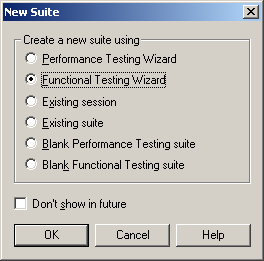 New Suite
Create a new suite using
Performance Testing Wizard
Functional Testing Wizard
Existing session
Existing suite
Blank Performance Testing suite
Blank Functional Testing suite
Don't show in future
OK Cancel Help